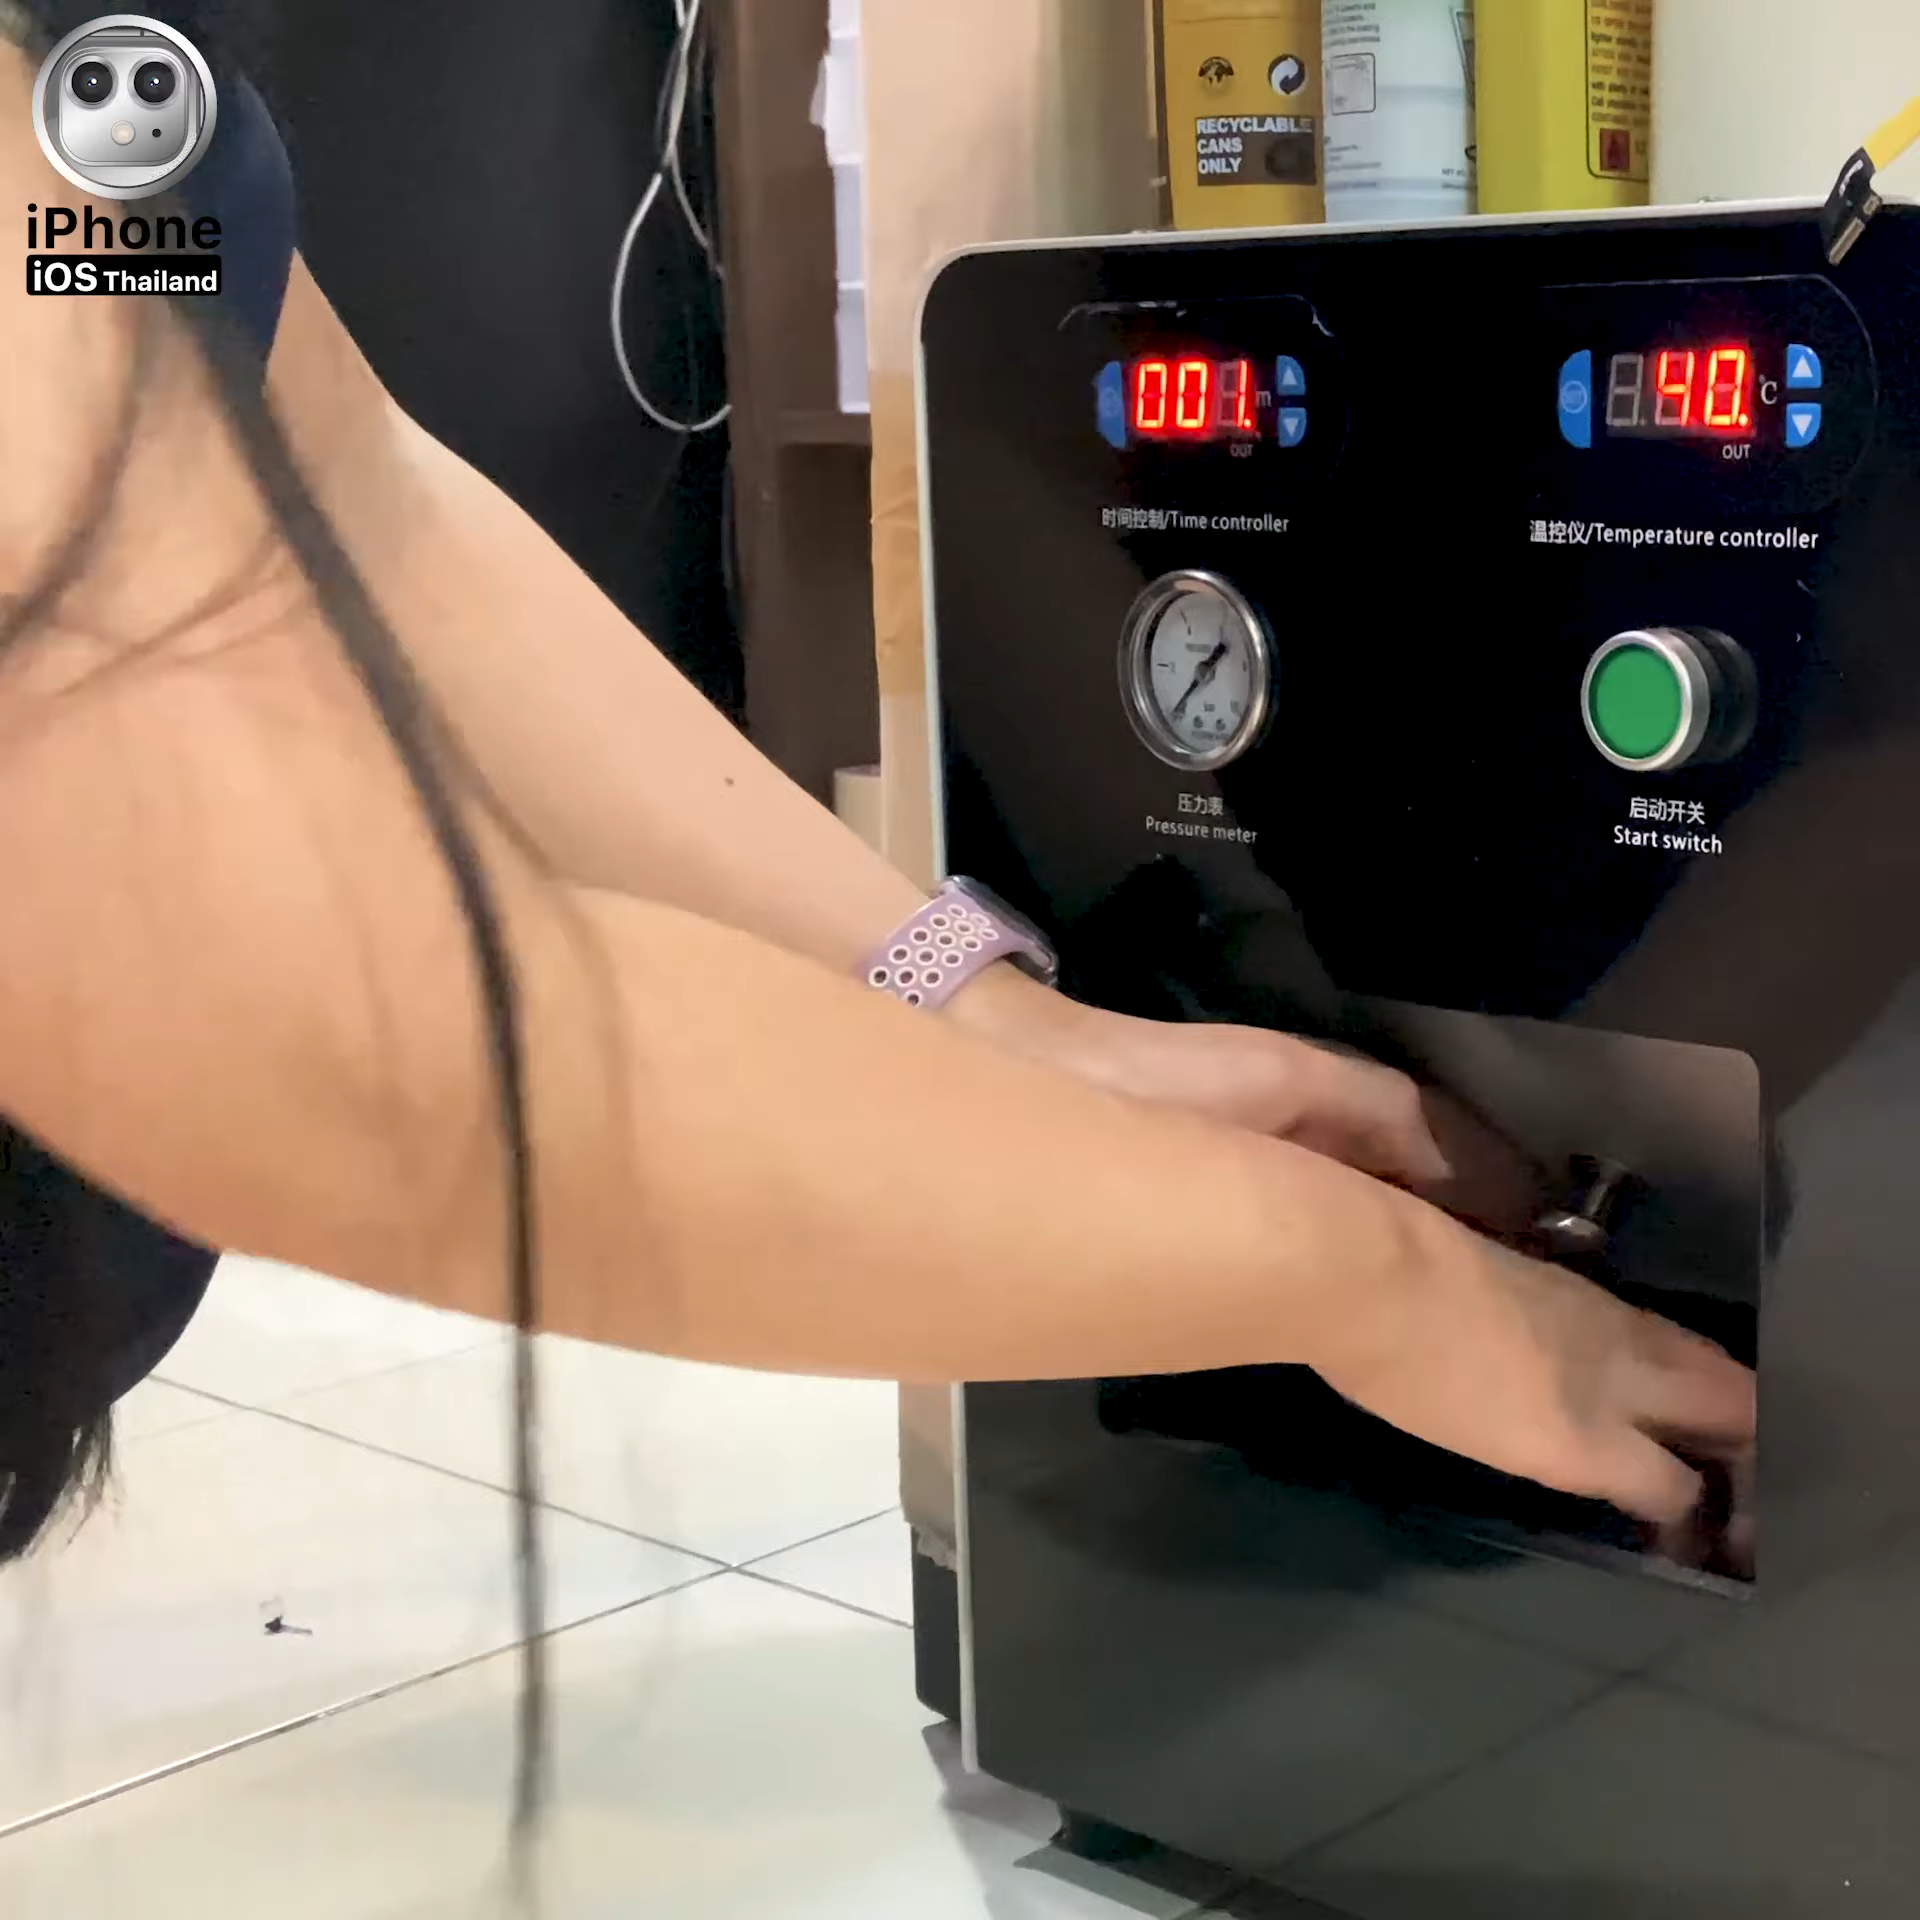 iPhone
iOS Thailand
RECYCLABLE
CANS
ONLY
001.
m
OUT
40.
°C
OUT
时间控制/Time controller
温控仪/Temperature controller
压力表
Pressure meter
启动开关
Start switch